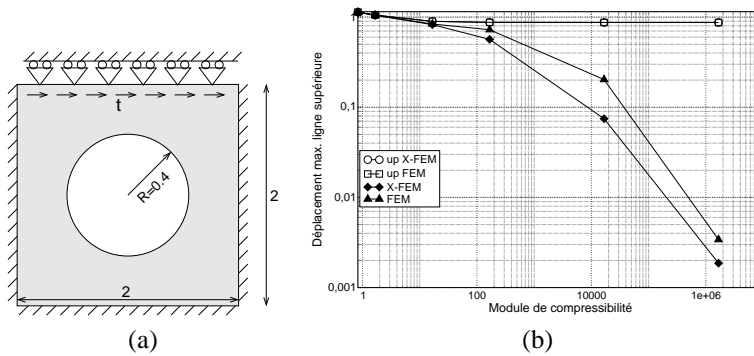 t
R=0.4
2
2
(a)
Déplacement max. ligne supérieure
1
0,1
0,01
0,001
up X-FEM
up FEM
X-FEM
FEM
1
100
10000
1e+06
Module de compressibilité
(b)